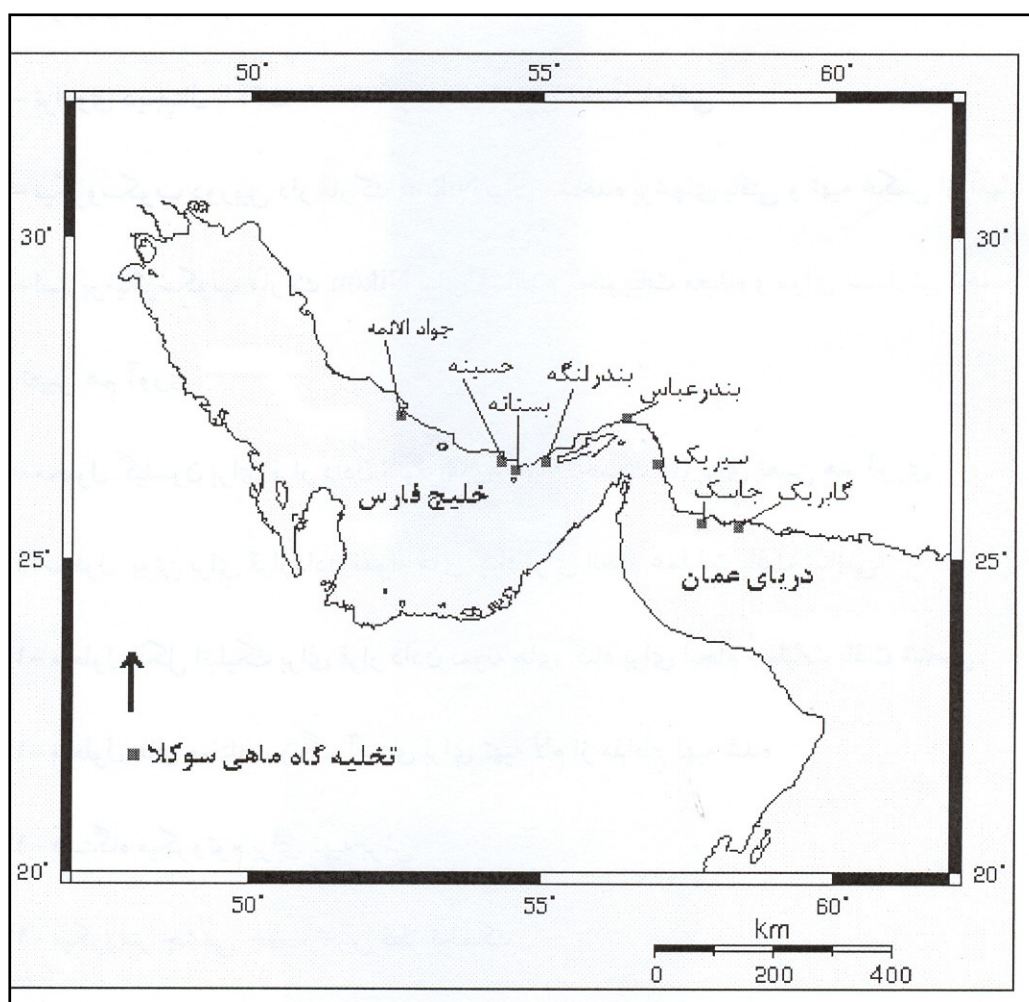 50° 55° 60°
30° 30°
جواد الائمه
حسینه
بستانه
بندرلنگه
بندرعباس
سیریک
جاسک
گابریک
خلیج فارس
25° 25°
دریای عمان
تخلیه گاه ماهی سوکلا
20° 20°
50° 55° 60°
km
0 200 400